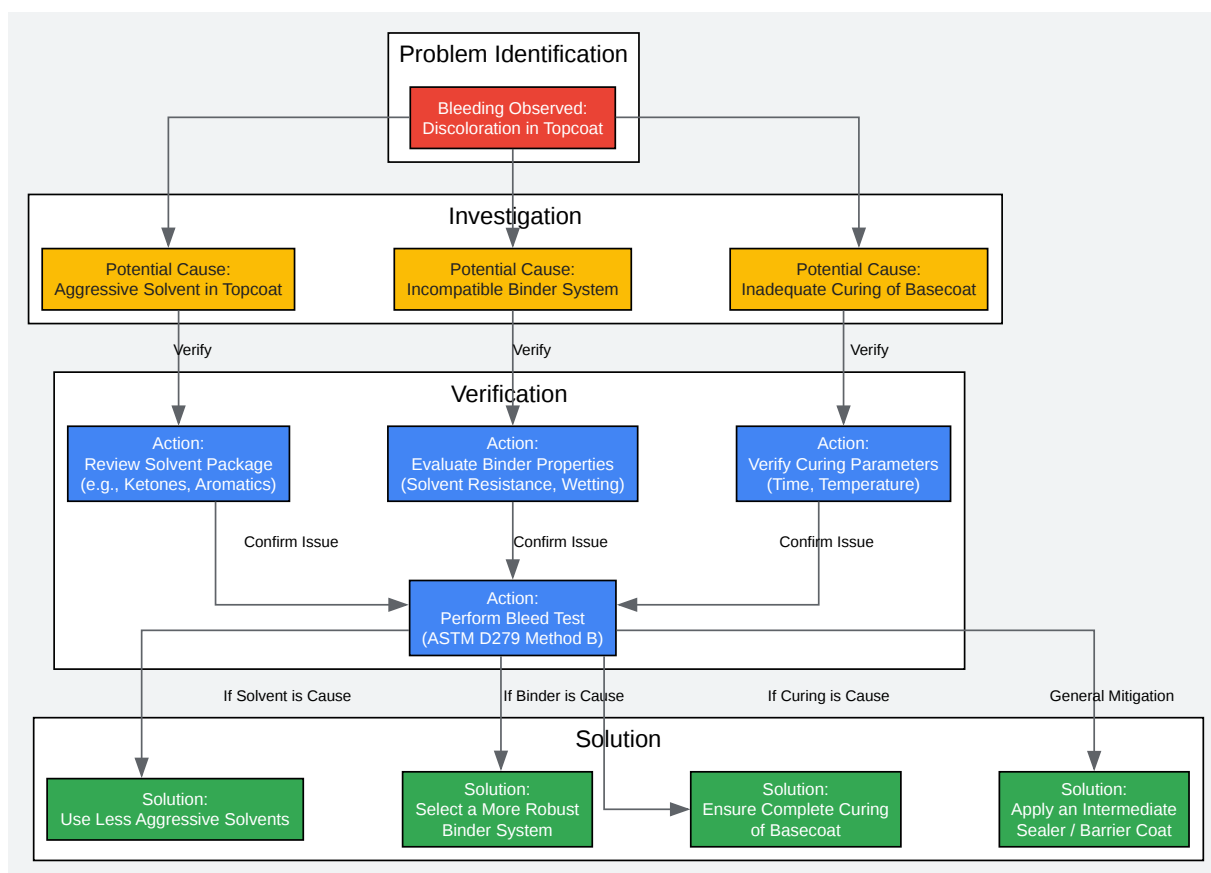 Problem Identification
Bleeding Observed:
Discoloration in Topcoat
Investigation
Potential Cause:
Aggressive Solvent in Topcoat
Potential Cause:
Incompatible Binder System
Potential Cause:
Inadequate Curing of Basecoat
Verify
Verify
Verify
Verification
Action:
Review Solvent Package
(e.g., Ketones, Aromatics)
Action:
Evaluate Binder Properties
(Solvent Resistance, Wetting)
Action:
Verify Curing Parameters
(Time, Temperature)
Confirm Issue
Confirm Issue
Confirm Issue
Action:
Perform Bleed Test
(ASTM D279 Method B)
If Solvent is Cause
If Binder is Cause
If Curing is Cause
General Mitigation
Solution
Solution:
Use Less Aggressive Solvents
Solution:
Select a More Robust
Binder System
Solution:
Ensure Complete Curing
of Basecoat
Solution:
Apply an Intermediate
Sealer / Barrier Coat